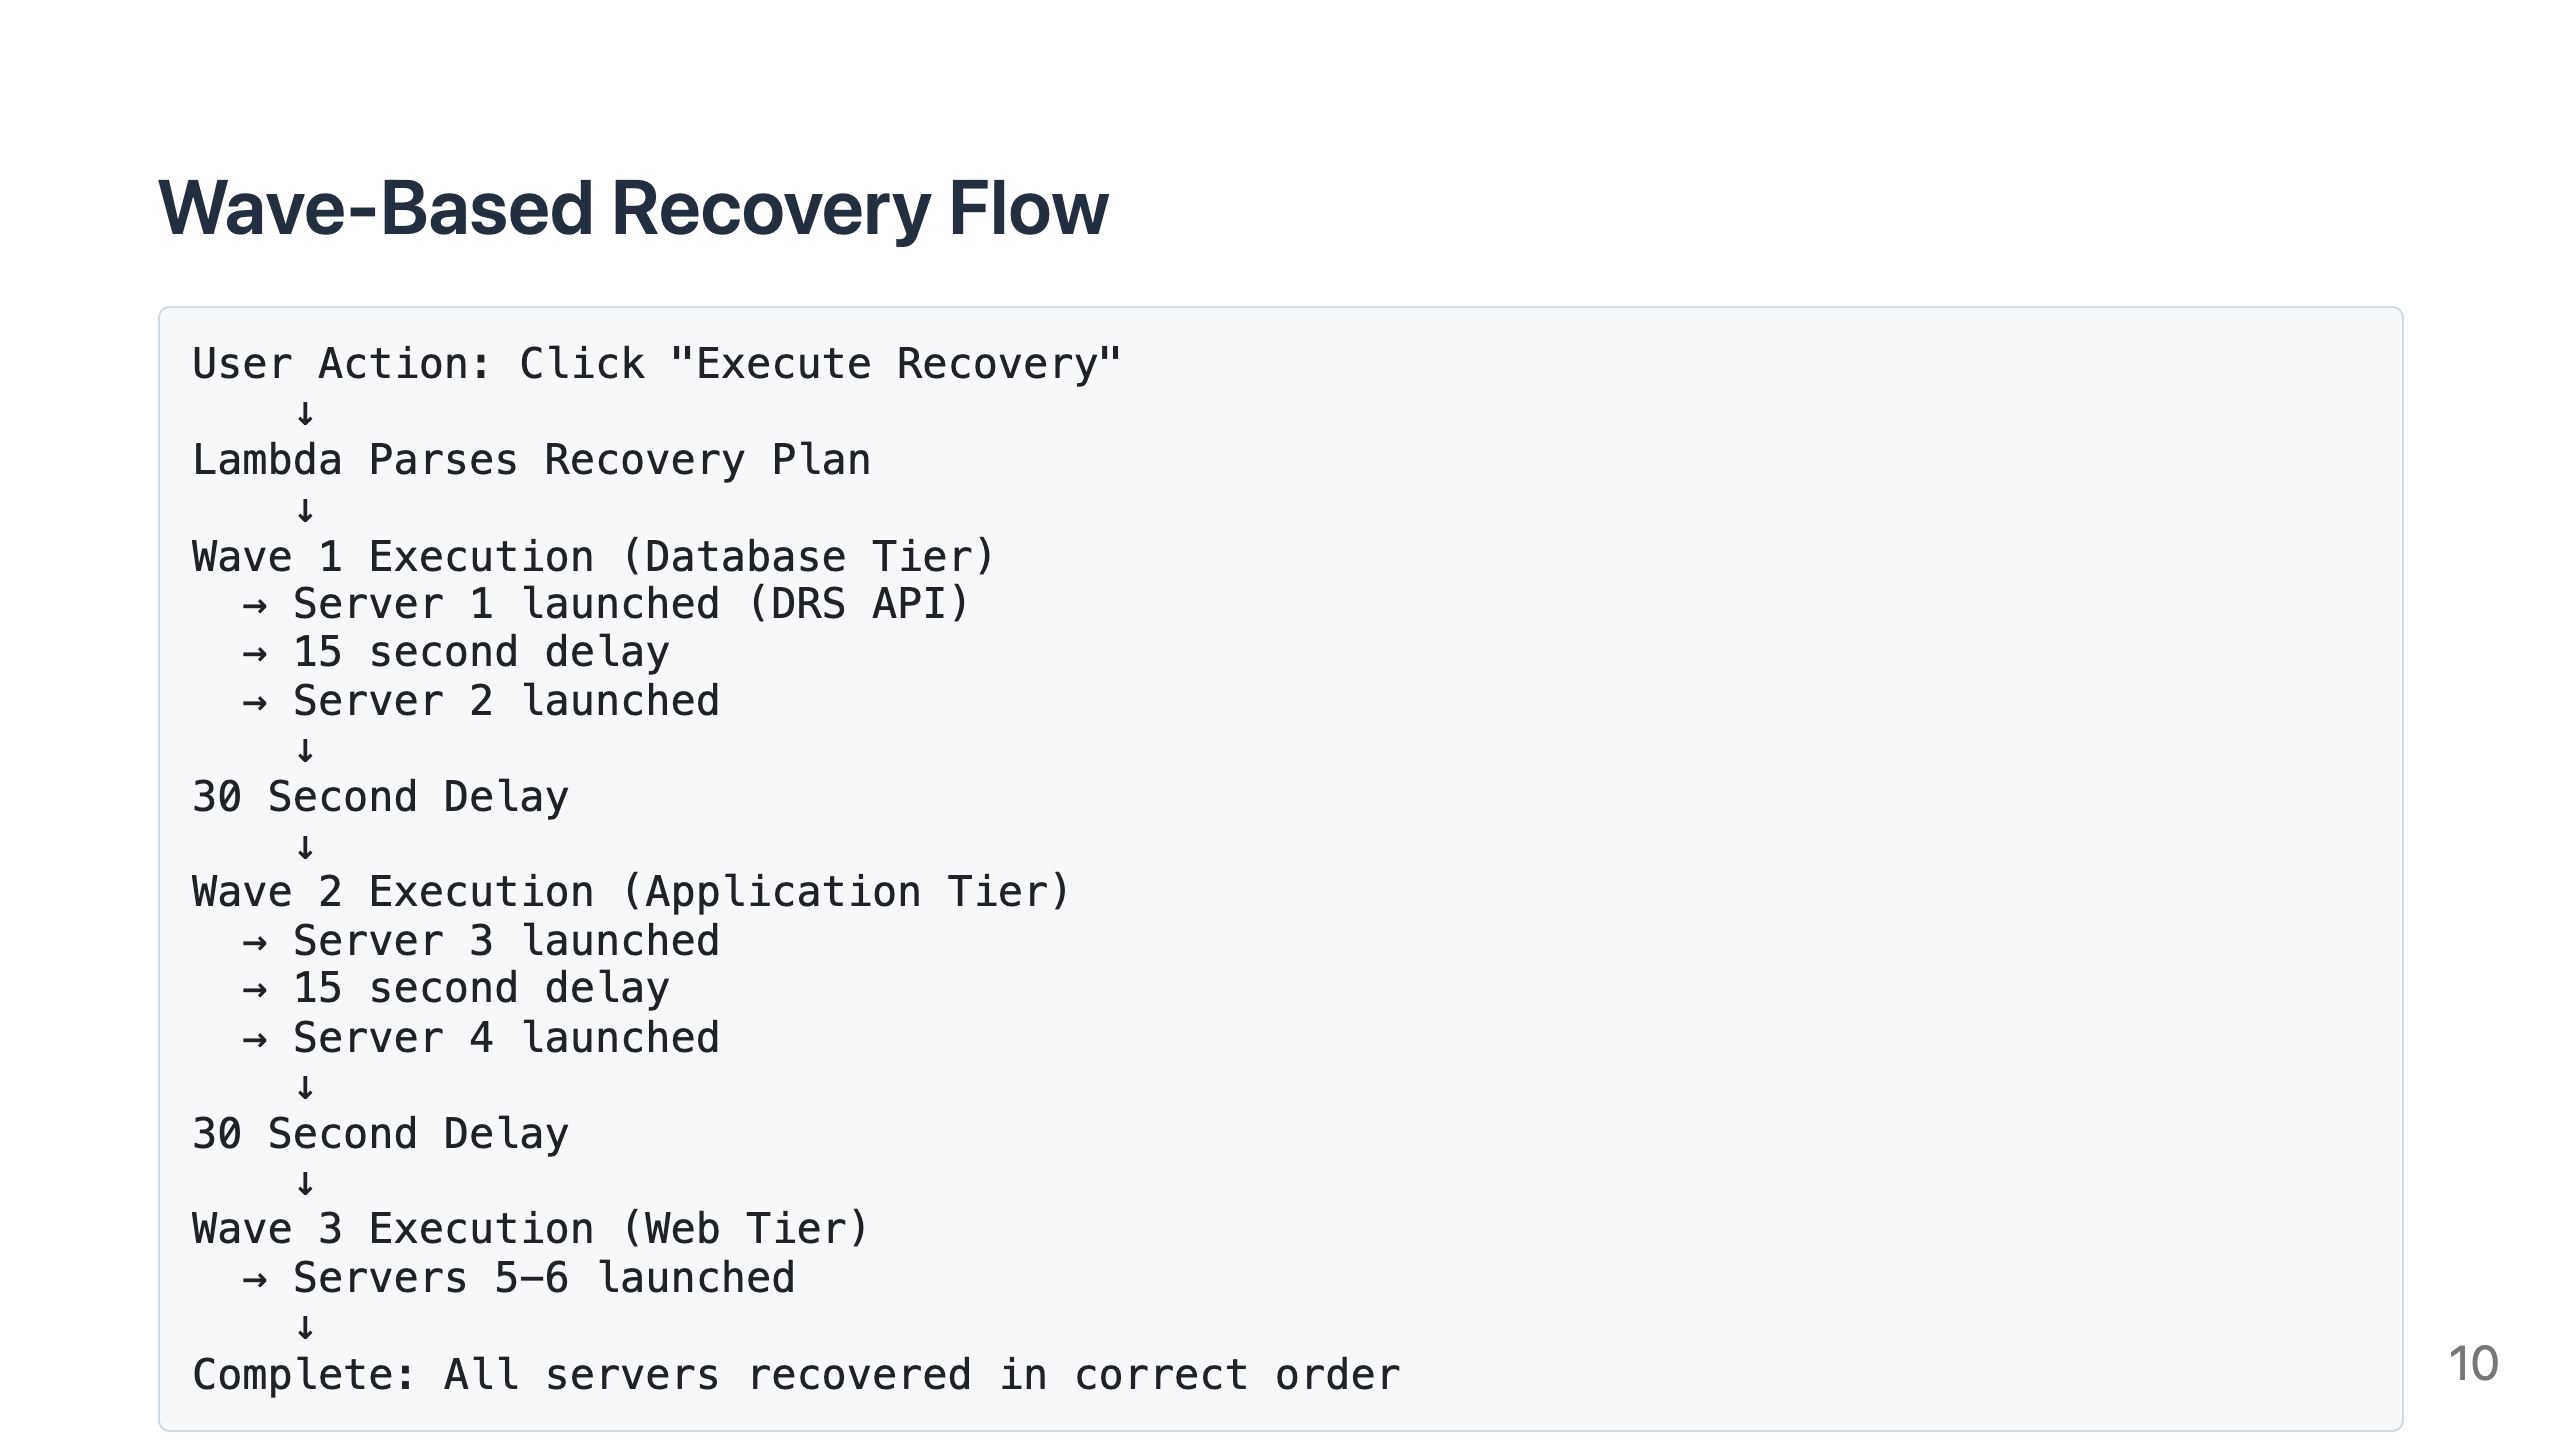 Wave-Based Recovery Flow
User Action: Click "Execute Recovery"
↓
Lambda Parses Recovery Plan
↓
Wave 1 Execution (Database Tier)
→ Server 1 launched (DRS API)
→ 15 second delay
→ Server 2 launched
↓
30 Second Delay
↓
Wave 2 Execution (Application Tier)
→ Server 3 launched
→ 15 second delay
→ Server 4 launched
↓
30 Second Delay
↓
Wave 3 Execution (Web Tier)
→ Servers 5-6 launched
↓
Complete: All servers recovered in correct order
10